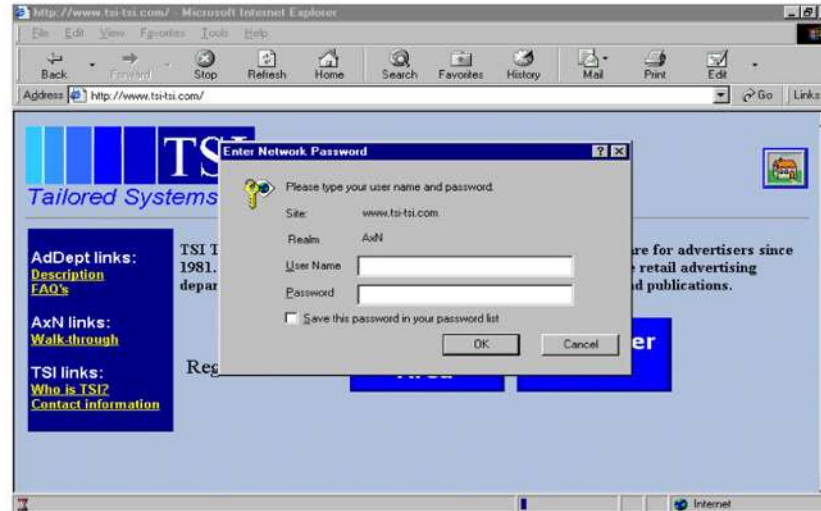 http://www.tsi-tsi.com/ - Microsoft Internet Explorer
File Edit View Favorites Tools Help
Back Forward Stop Refresh Home Search Favorites History Mail Print Edit
Address http://www.tsi-tsi.com/ Go Links
TSI
Tailored Systems
Enter Network Password
Please type your user name and password.
Site: www.tsi-tsi.com
Realm AxN
User Name
Password
Save this password in your password list
OK Cancel
AdDept links:
Description
FAQ's
AxN links:
Walk-through
TSI links:
Who is TSI?
Contact information
TSI T are for advertisers since
1981. retail advertising
depar d publications.
Reg er
Internet